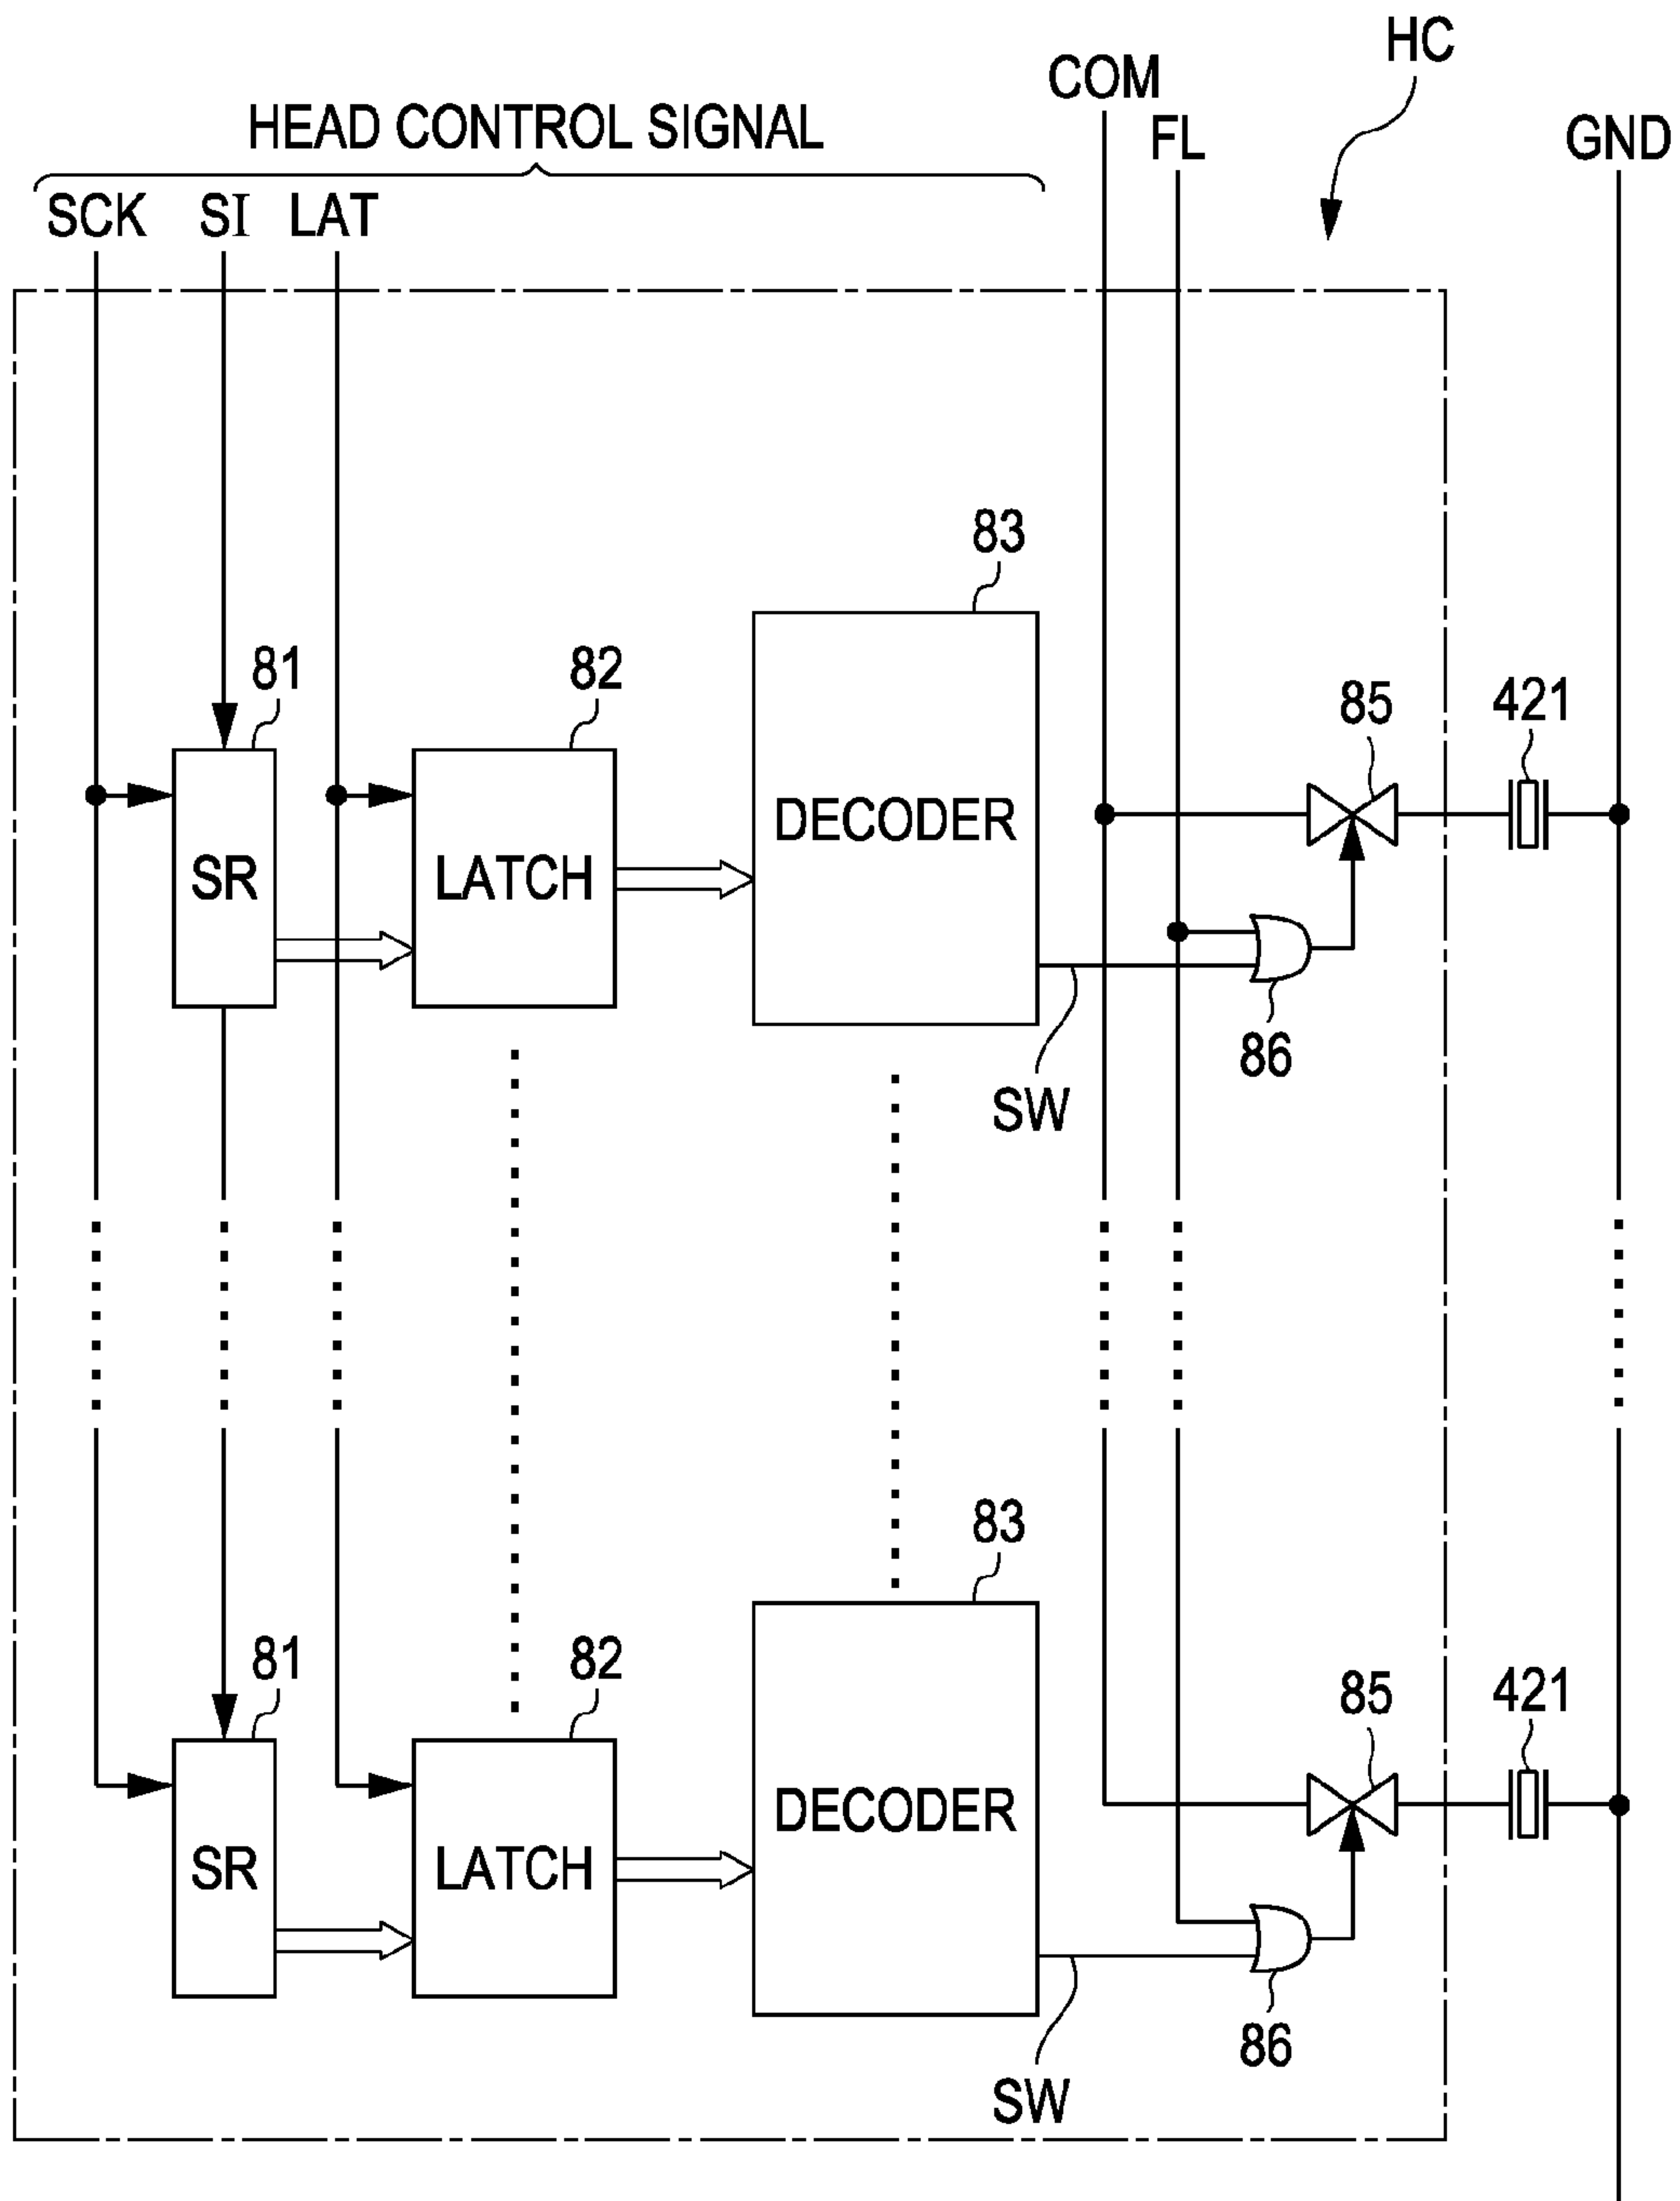 HC
COM
HEAD CONTROL SIGNAL
FL
GND
SCK SI LAT
83
81
82
85
421
DECODER
SR
LATCH
86
SW
83
81
82
85
421
DECODER
SR
LATCH
86
SW